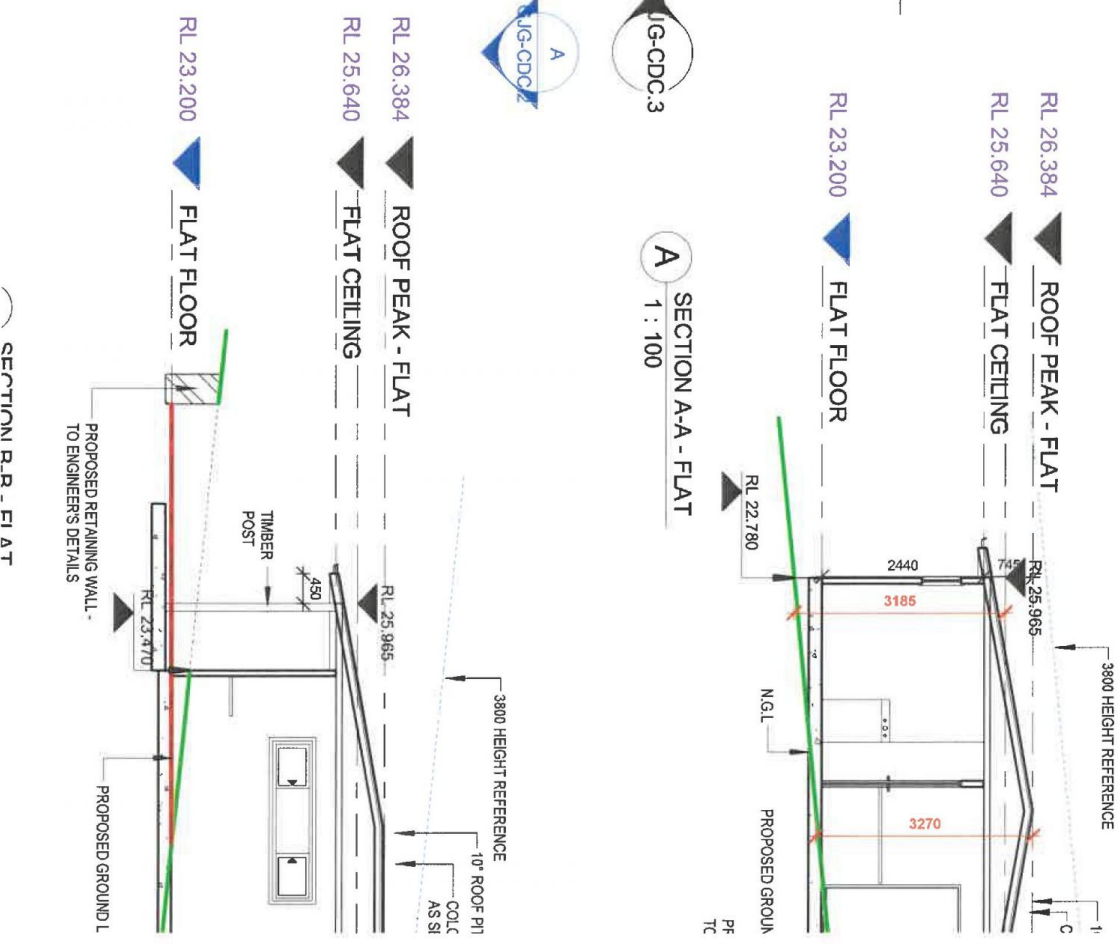 JG-CDC.3
A
JG-CDC.2
RL 26.384
ROOF PEAK - FLAT
RL 25.640
FLAT CEILING
RL 23.200
FLAT FLOOR
3800 HEIGHT REFERENCE
RL 25.965
745
2440
3185
3270
RL 22.780
N.G.L
A
SECTION A-A - FLAT
1 : 100
RL 26.384
ROOF PEAK - FLAT
RL 25.640
FLAT CEILING
RL 23.200
FLAT FLOOR
3800 HEIGHT REFERENCE
10° ROOF
RL 25.965
450
TIMBER
POST
RL 23.470
PROPOSED RETAINING WALL -
TO ENGINEER'S DETAILS
PROPOSED GROUND L
PROPOSED GROUN
SECTION B-B - FLAT